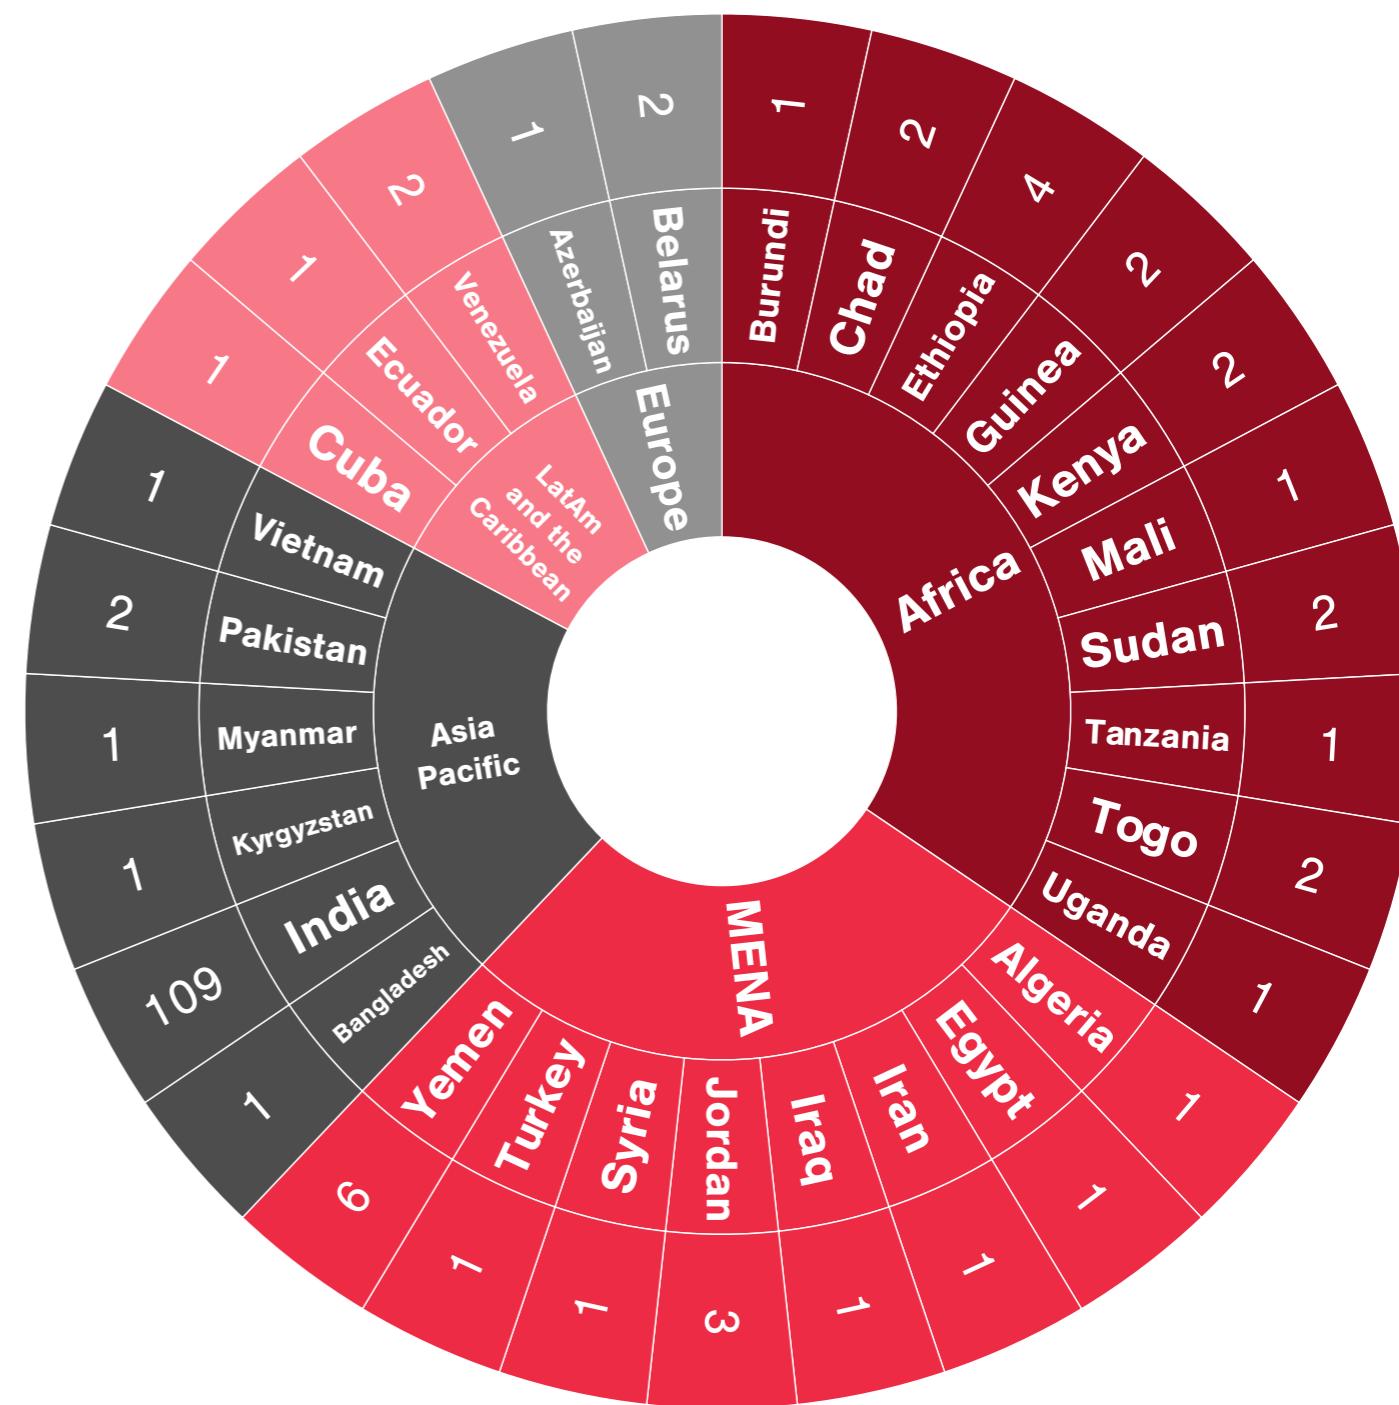 Africa
Burundi
1
Chad
2
Ethiopia
4
Guinea
2
Kenya
2
Mali
1
Sudan
2
Tanzania
1
Togo
2
Uganda
1
MENA
Algeria
1
Egypt
1
Iran
1
Iraq
1
Jordan
3
Syria
1
Turkey
1
Yemen
6
Asia
Pacific
Bangladesh
1
India
109
Kyrgyzstan
1
Myanmar
1
Pakistan
2
Vietnam
1
LatAm
and the
Caribbean
Cuba
1
Ecuador
1
Venezuela
2
Europe
Azerbaijan
1
Belarus
2